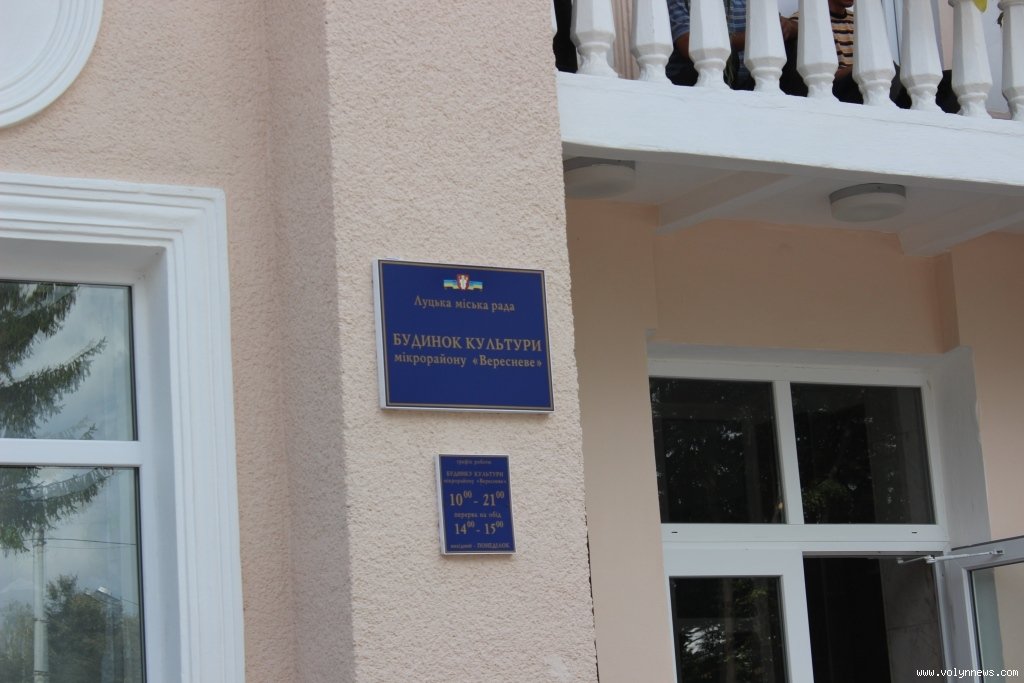 Луцька міська рада
БУДИНОК КУЛЬТУРИ
мікрорайону «Вересневе»
графік роботи
БУДИНКУ КУЛЬТУРИ
мікрорайону «Вересневе»
10⁰⁰ - 21⁰⁰
перерва на обід
14⁰⁰ - 15⁰⁰
вихідний - ПОНЕДІЛОК
www.volynnews.com